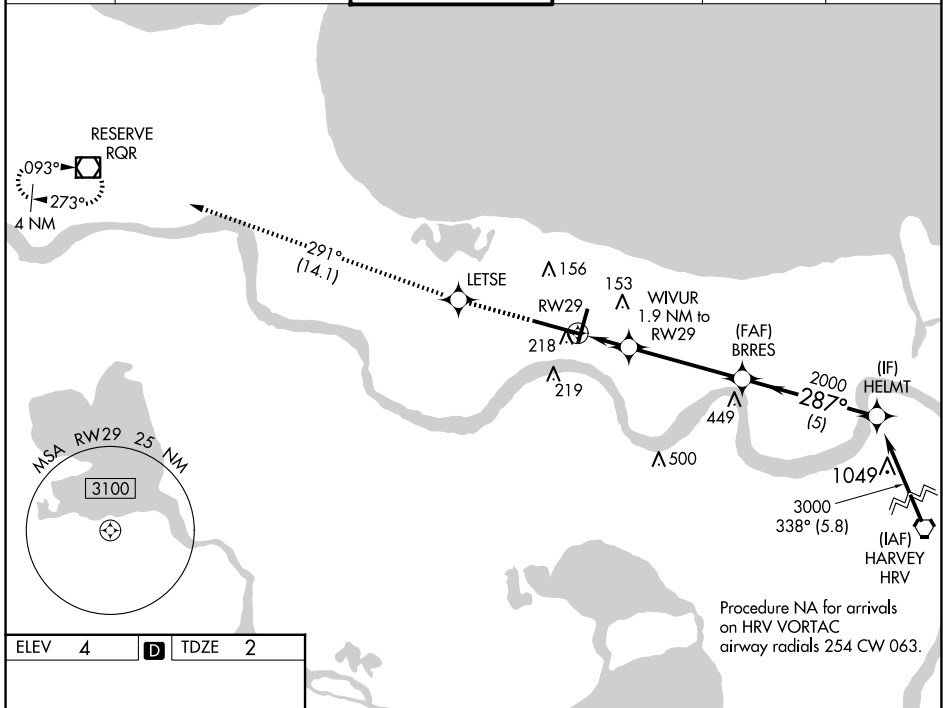 RESERVE
RQR
093°
273°
4 NM
291°
(14.1)
LETSE
156
153
RW29
WIVUR
1.9 NM to
RW29
218
219
(FAF)
BRRES
449
500
2000
287°
(5)
(IF)
HELMT
1049
3000
338° (5.8)
(IAF)
HARVEY
HRV
MSA RW29 25 NM
3100
Procedure NA for arrivals
on HRV VORTAC
airway radials 254 CW 063.
ELEV 4 D TDZE 2